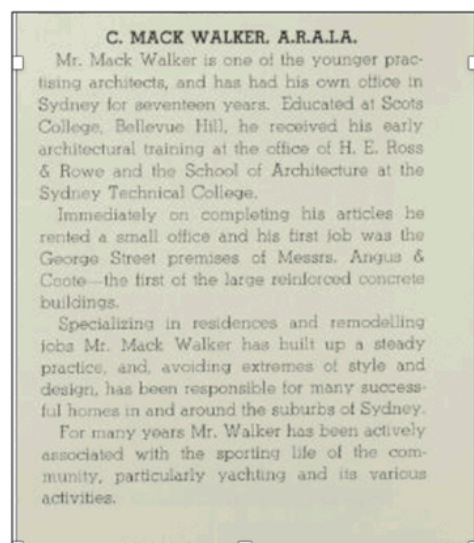 C. MACK WALKER, A.R.A.I.A.
Mr. Mack Walker is one of the younger prac-
tising architects, and has had his own office in
Sydney for seventeen years. Educated at Scots
College, Bellevue Hill, he received his early
architectural training at the office of H. E. Ross
& Rowe and the School of Architecture at the
Sydney Technical College.
Immediately on completing his articles he
rented a small office and his first job was the
George Street premises of Messrs. Angus &
Coote—the first of the large reinforced concrete
buildings.
Specializing in residences and remodelling
jobs Mr. Mack Walker has built up a steady
practice, and, avoiding extremes of style and
design, has been responsible for many success-
ful homes in and around the suburbs of Sydney.
For many years Mr. Walker has been actively
associated with the sporting life of the com-
munity, particularly yachting and its various
activities.